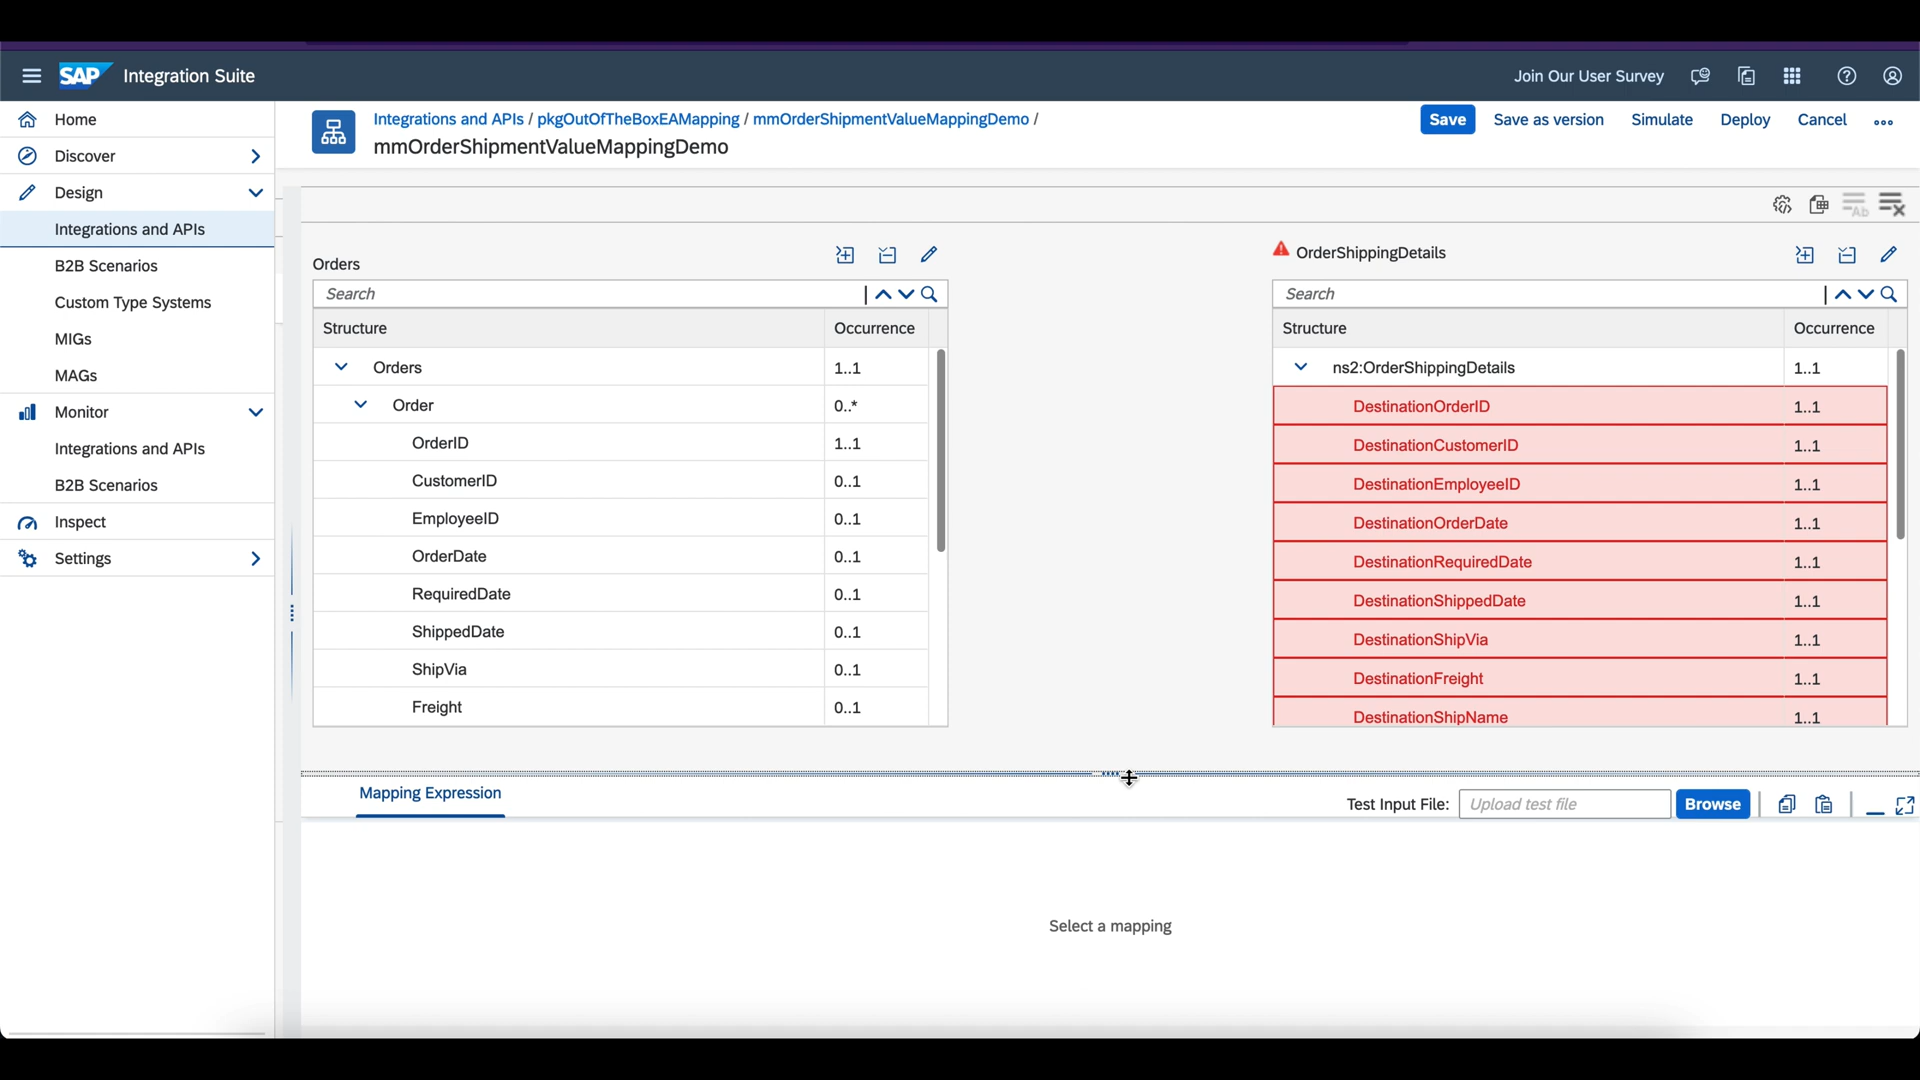 SAP Integration Suite
Join Our User Survey
Home
Discover
Design
Integrations and APIs
B2B Scenarios
Custom Type Systems
MIGs
MAGs
Monitor
Integrations and APIs
B2B Scenarios
Inspect
Settings
Integrations and APIs / pkgOutOfTheBoxEAMapping / mmOrderShipmentValueMappingDemo /
mmOrderShipmentValueMappingDemo
Save Save as version Simulate Deploy Cancel
Orders
Search
Structure Occurrence
Orders 1..1
Order 0..*
OrderID 1..1
CustomerID 0..1
EmployeeID 0..1
OrderDate 0..1
RequiredDate 0..1
ShippedDate 0..1
ShipVia 0..1
Freight 0..1
OrderShippingDetails
Search
Structure Occurrence
ns2:OrderShippingDetails 1..1
DestinationOrderID 1..1
DestinationCustomerID 1..1
DestinationEmployeeID 1..1
DestinationOrderDate 1..1
DestinationRequiredDate 1..1
DestinationShippedDate 1..1
DestinationShipVia 1..1
DestinationFreight 1..1
DestinationShipName 1..1
Mapping Expression
Test Input File: Upload test file Browse
Select a mapping